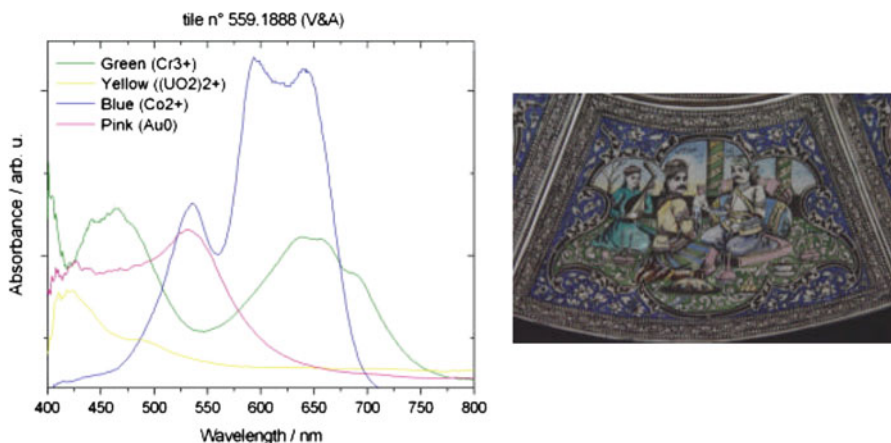 tile n° 559.1888 (V&A)
Green (Cr3+)
Yellow ((UO2)2+)
Blue (Co2+)
Pink (Au0)
Absorbance / arb. u.
400 450 500 550 600 650 700 750 800
Wavelength / nm